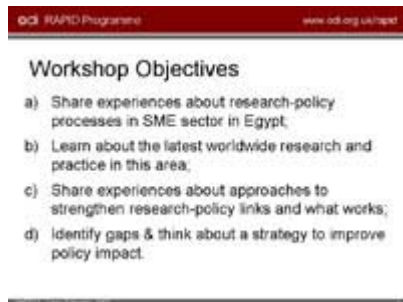 odi RAPID Programme
www.odi.org.uk/rapid
Workshop Objectives
a) Share experiences about research-policy
processes in SME sector in Egypt;
b) Learn about the latest worldwide research and
practice in this area;
c) Share experiences about approaches to
strengthen research-policy links and what works;
d) Identify gaps & think about a strategy to improve
policy impact.